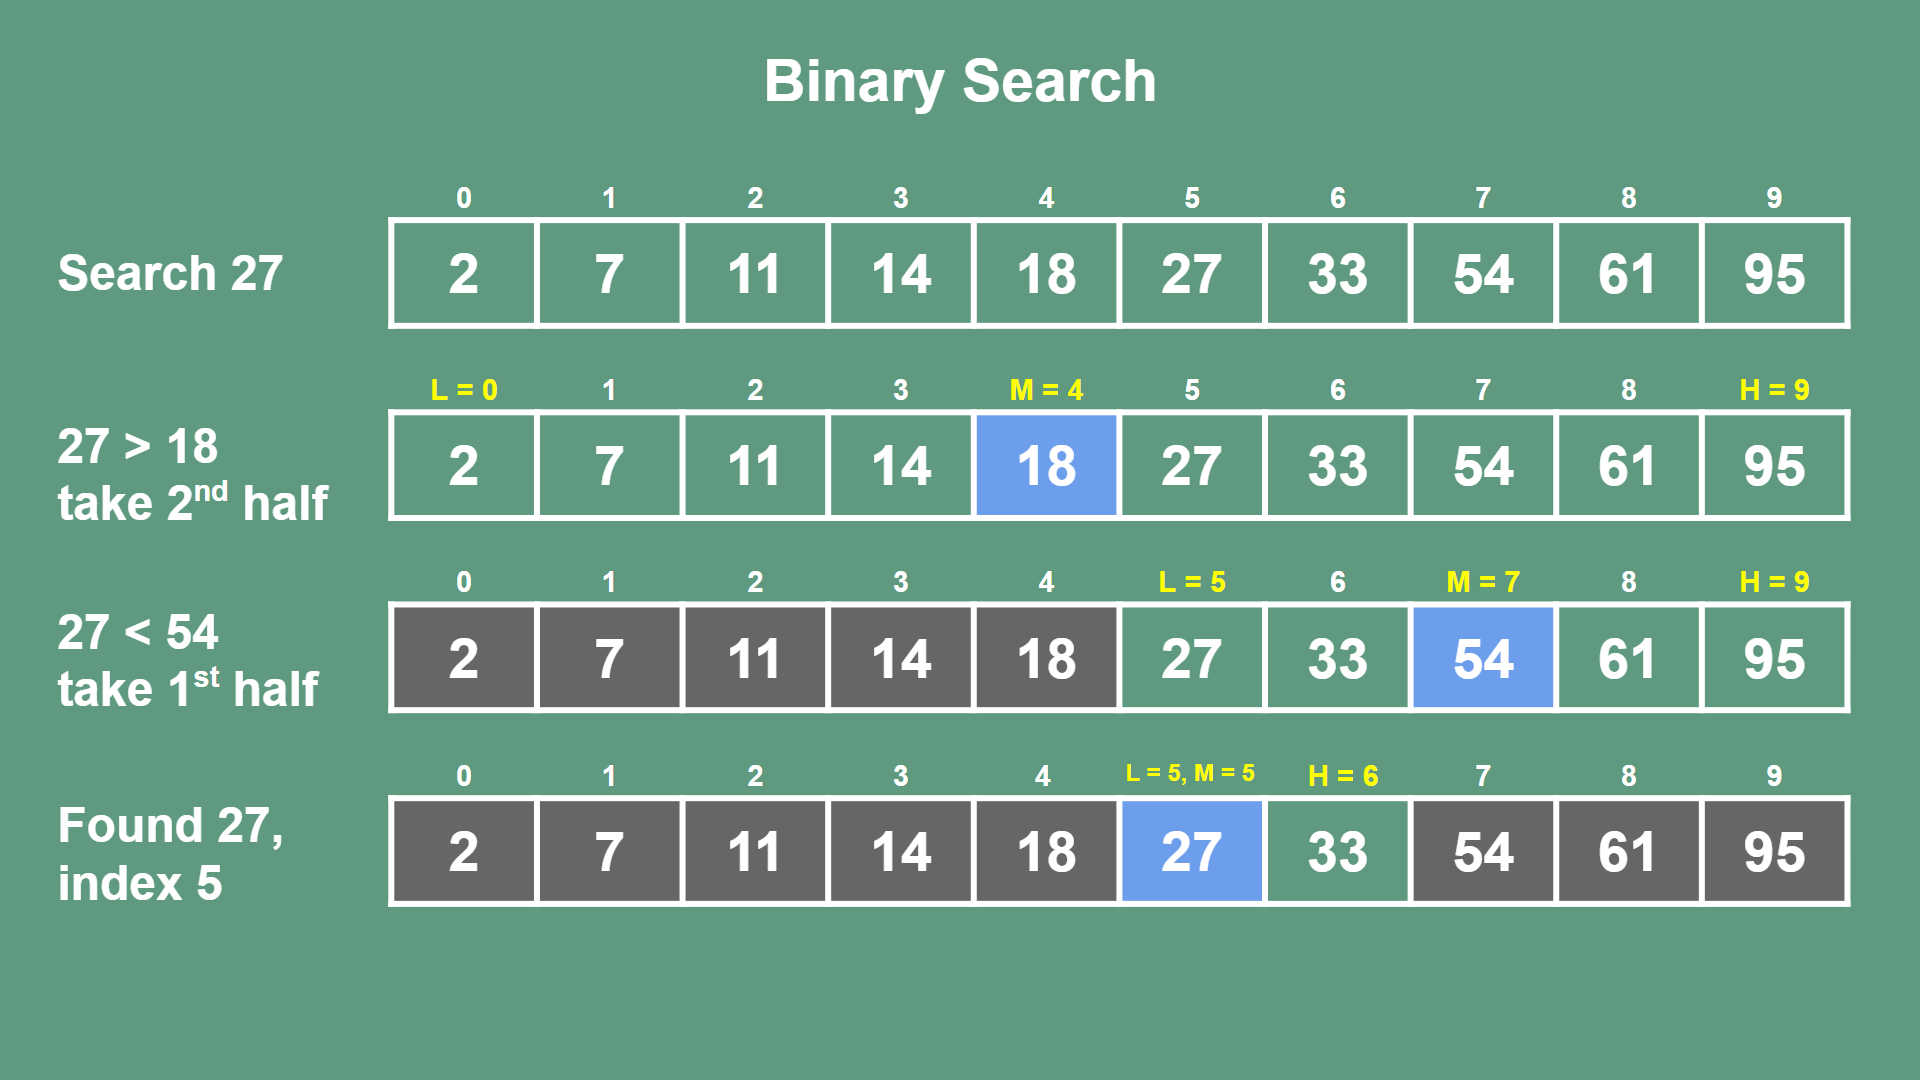 Binary Search
0 1 2 3 4 5 6 7 8 9
Search 27
2 7 11 14 18 27 33 54 61 95
L = 0 1 2 3 M = 4 5 6 7 8 H = 9
27 > 18
take 2nd half
2 7 11 14 18 27 33 54 61 95
0 1 2 3 4 L = 5 6 M = 7 8 H = 9
27 < 54
take 1st half
2 7 11 14 18 27 33 54 61 95
0 1 2 3 4 L = 5, M = 5 H = 6 7 8 9
Found 27,
index 5
2 7 11 14 18 27 33 54 61 95